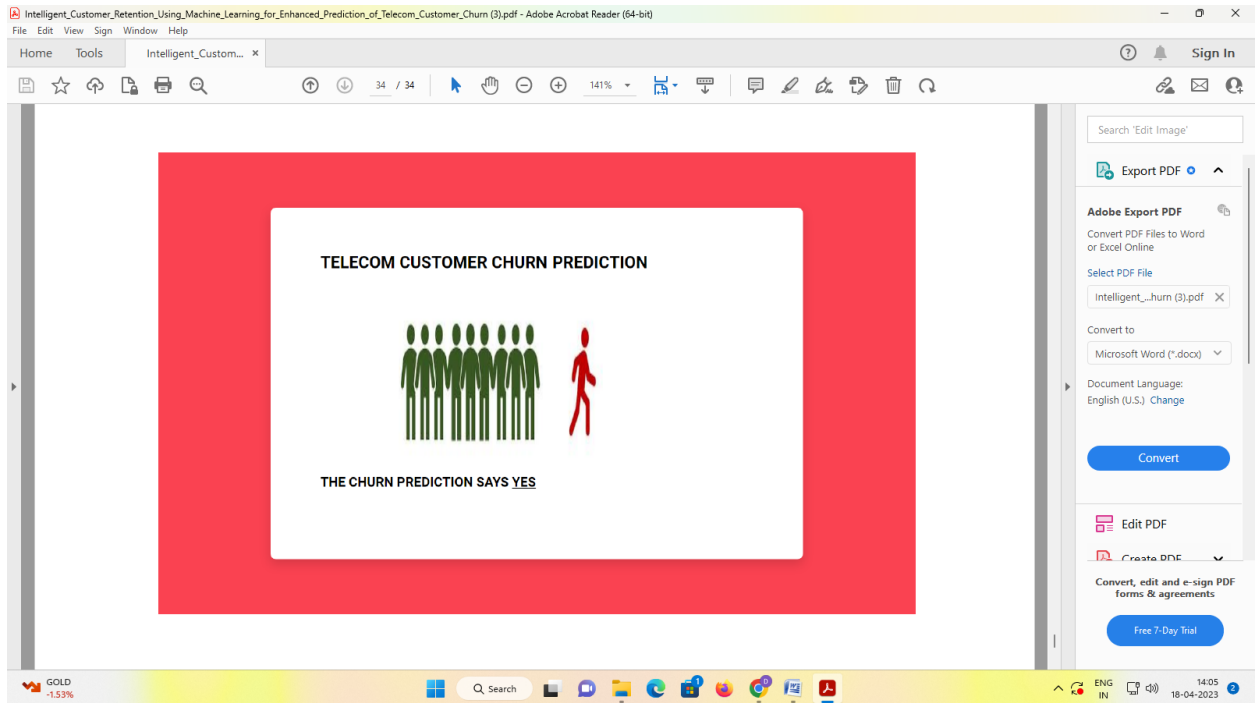 Intelligent_Customer_Retention_Using_Machine_Learning_for_Enhanced_Prediction_of_Telecom_Customer_Churn (3).pdf - Adobe Acrobat Reader (64-bit)
File Edit View Sign Window Help
Home Tools Intelligent_Custom... ×
? Sign In
34 / 34 141%
TELECOM CUSTOMER CHURN PREDICTION
THE CHURN PREDICTION SAYS YES
Search 'Edit Image'
Export PDF
Adobe Export PDF
Convert PDF Files to Word
or Excel Online
Select PDF File
Intelligent_...hurn (3).pdf
Convert to
Microsoft Word (*.docx)
Document Language:
English (U.S.) Change
Convert
Edit PDF
Create PDF
Convert, edit and e-sign PDF
forms & agreements
Free 7-Day Trial
GOLD
-1.53%
Search
1
D
ENG
IN
14:05
18-04-2023
2